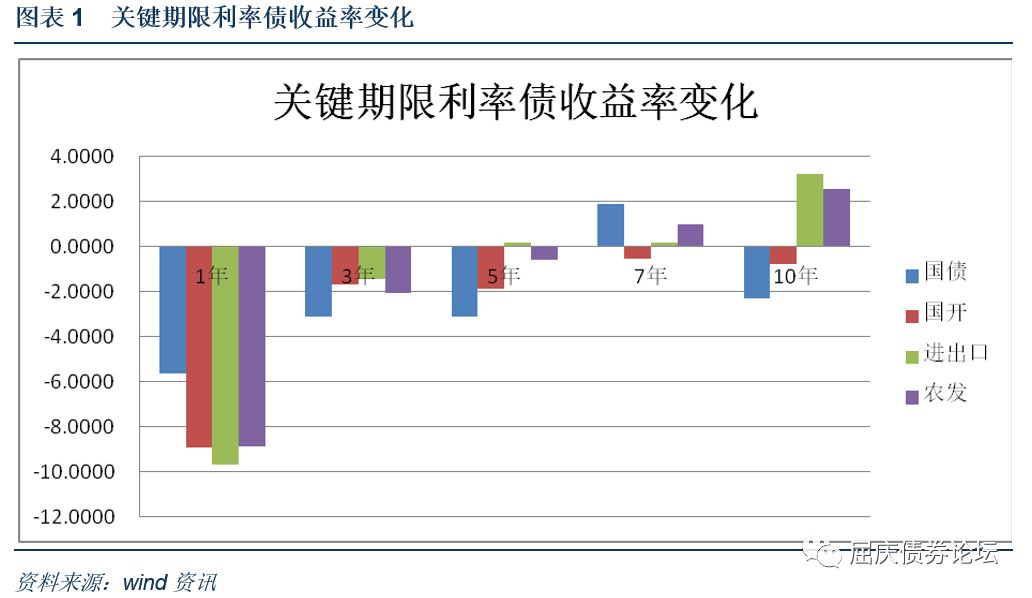 图表 1 关键期限利率债收益率变化
关键期限利率债收益率变化
4.0000
2.0000
0.0000
-2.0000
-4.0000
-6.0000
-8.0000
-10.0000
-12.0000
1年 3年 5年 7年 10年
国债
国开
进出口
农发
屈庆债券论坛
资料来源：wind 资讯